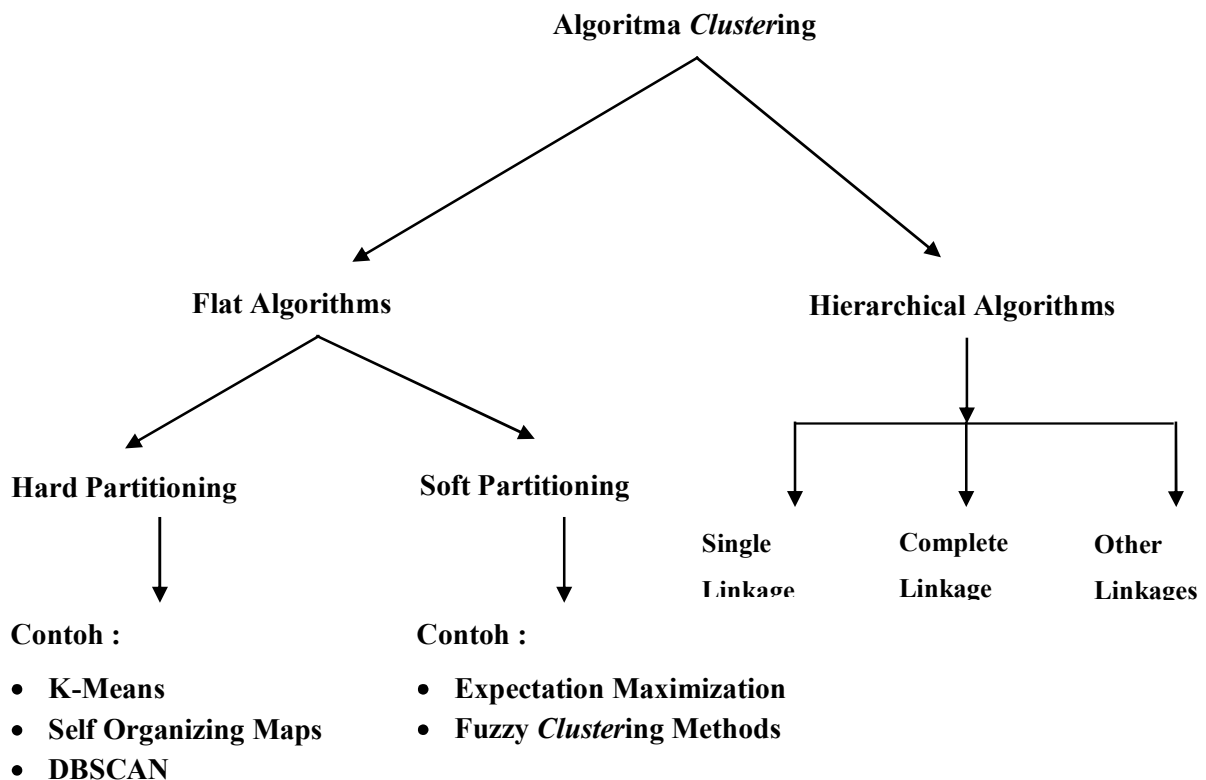 Algoritma Clustering
Flat Algorithms
Hierarchical Algorithms
Hard Partitioning
Soft Partitioning
Single
Linkage
Complete
Linkage
Other
Linkages
Contoh :
• K-Means
• Self Organizing Maps
• DBSCAN
Contoh :
• Expectation Maximization
• Fuzzy Clustering Methods